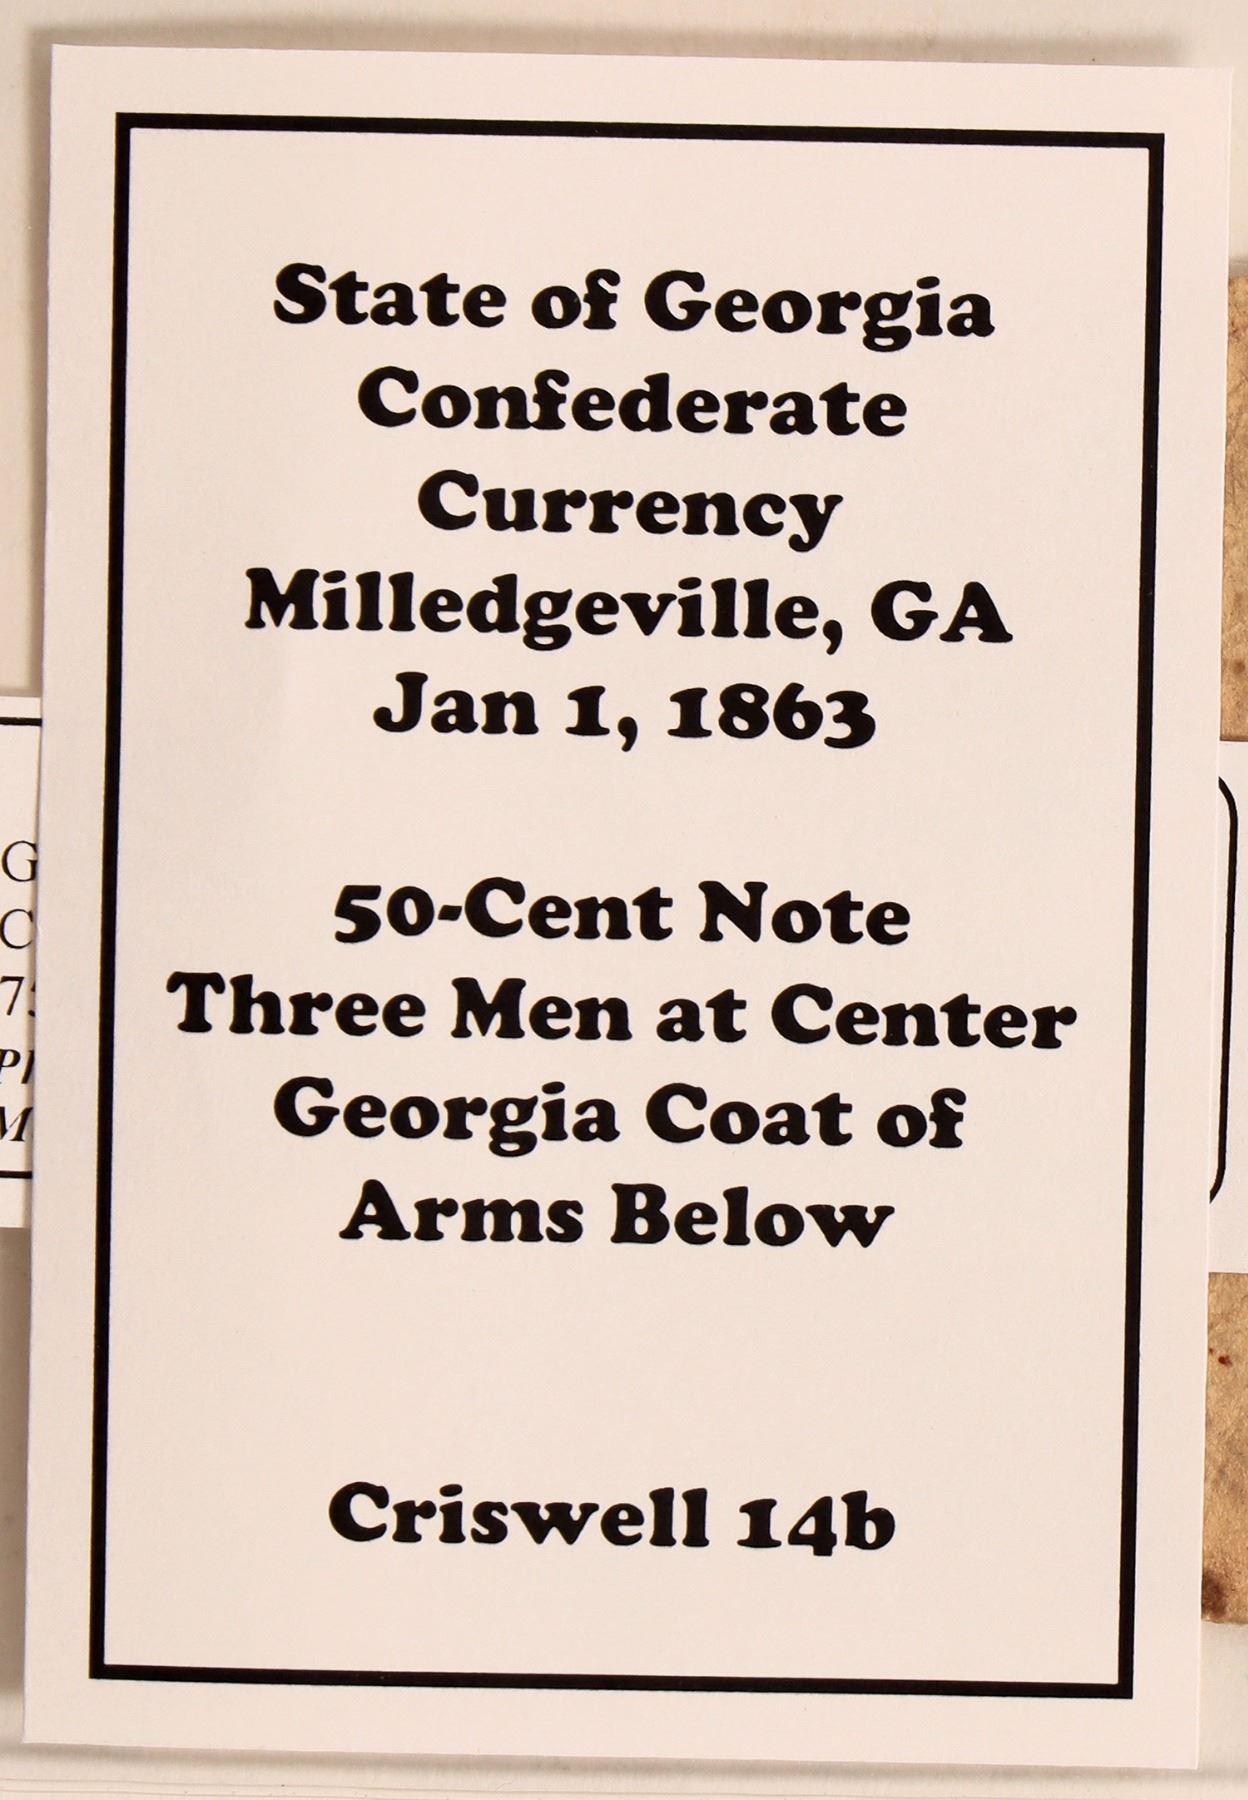 State of Georgia
Confederate
Currency
Milledgeville, GA
Jan 1, 1863
50-Cent Note
Three Men at Center
Georgia Coat of
Arms Below
Criswell 14b
G
C